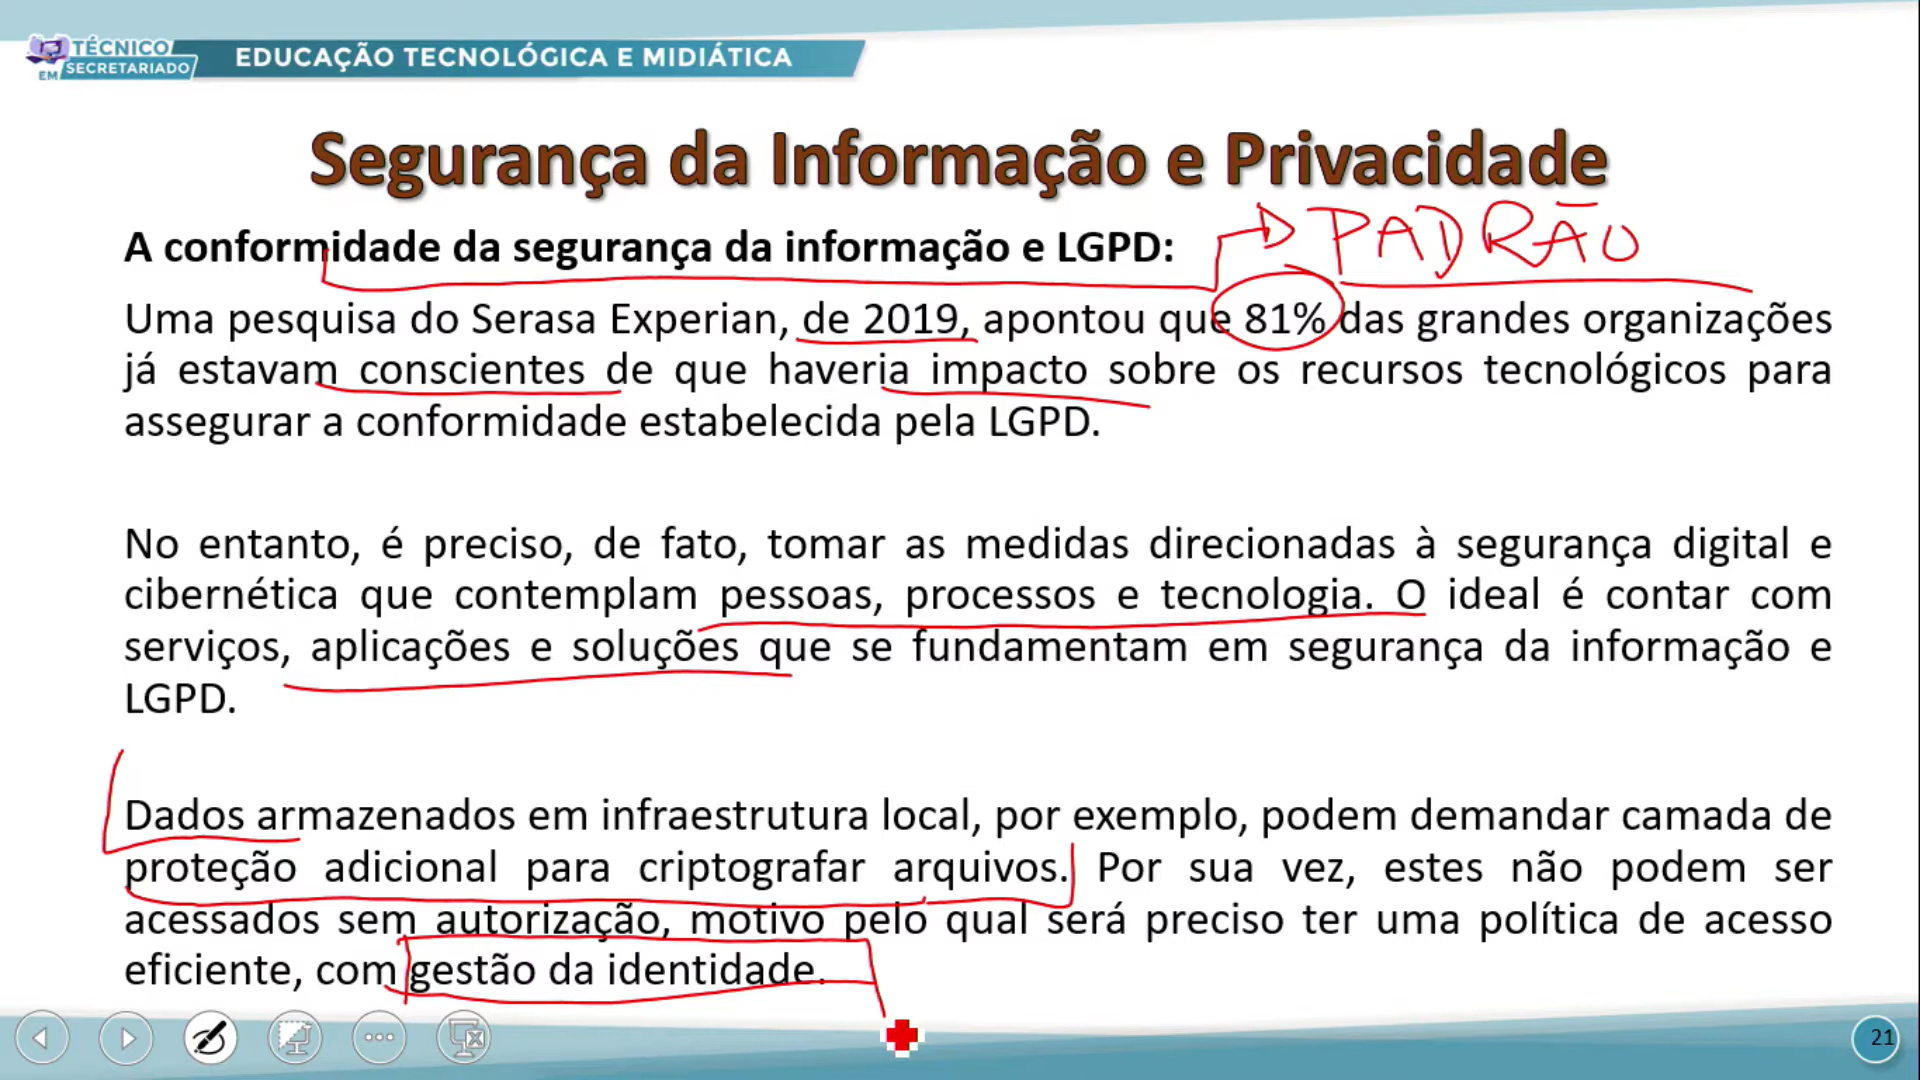 TÉCNICO
EM SECRETARIADO
EDUCAÇÃO TECNOLÓGICA E MIDIÁTICA
Segurança da Informação e Privacidade
A conformidade da segurança da informação e LGPD:
PADRÃO
Uma pesquisa do Serasa Experian, de 2019, apontou que 81% das grandes organizações
já estavam conscientes de que haveria impacto sobre os recursos tecnológicos para
assegurar a conformidade estabelecida pela LGPD.
No entanto, é preciso, de fato, tomar as medidas direcionadas à segurança digital e
cibernética que contemplam pessoas, processos e tecnologia. O ideal é contar com
serviços, aplicações e soluções que se fundamentam em segurança da informação e
LGPD.
Dados armazenados em infraestrutura local, por exemplo, podem demandar camada de
proteção adicional para criptografar arquivos. Por sua vez, estes não podem ser
acessados sem autorização, motivo pelo qual será preciso ter uma política de acesso
eficiente, com gestão da identidade.
21